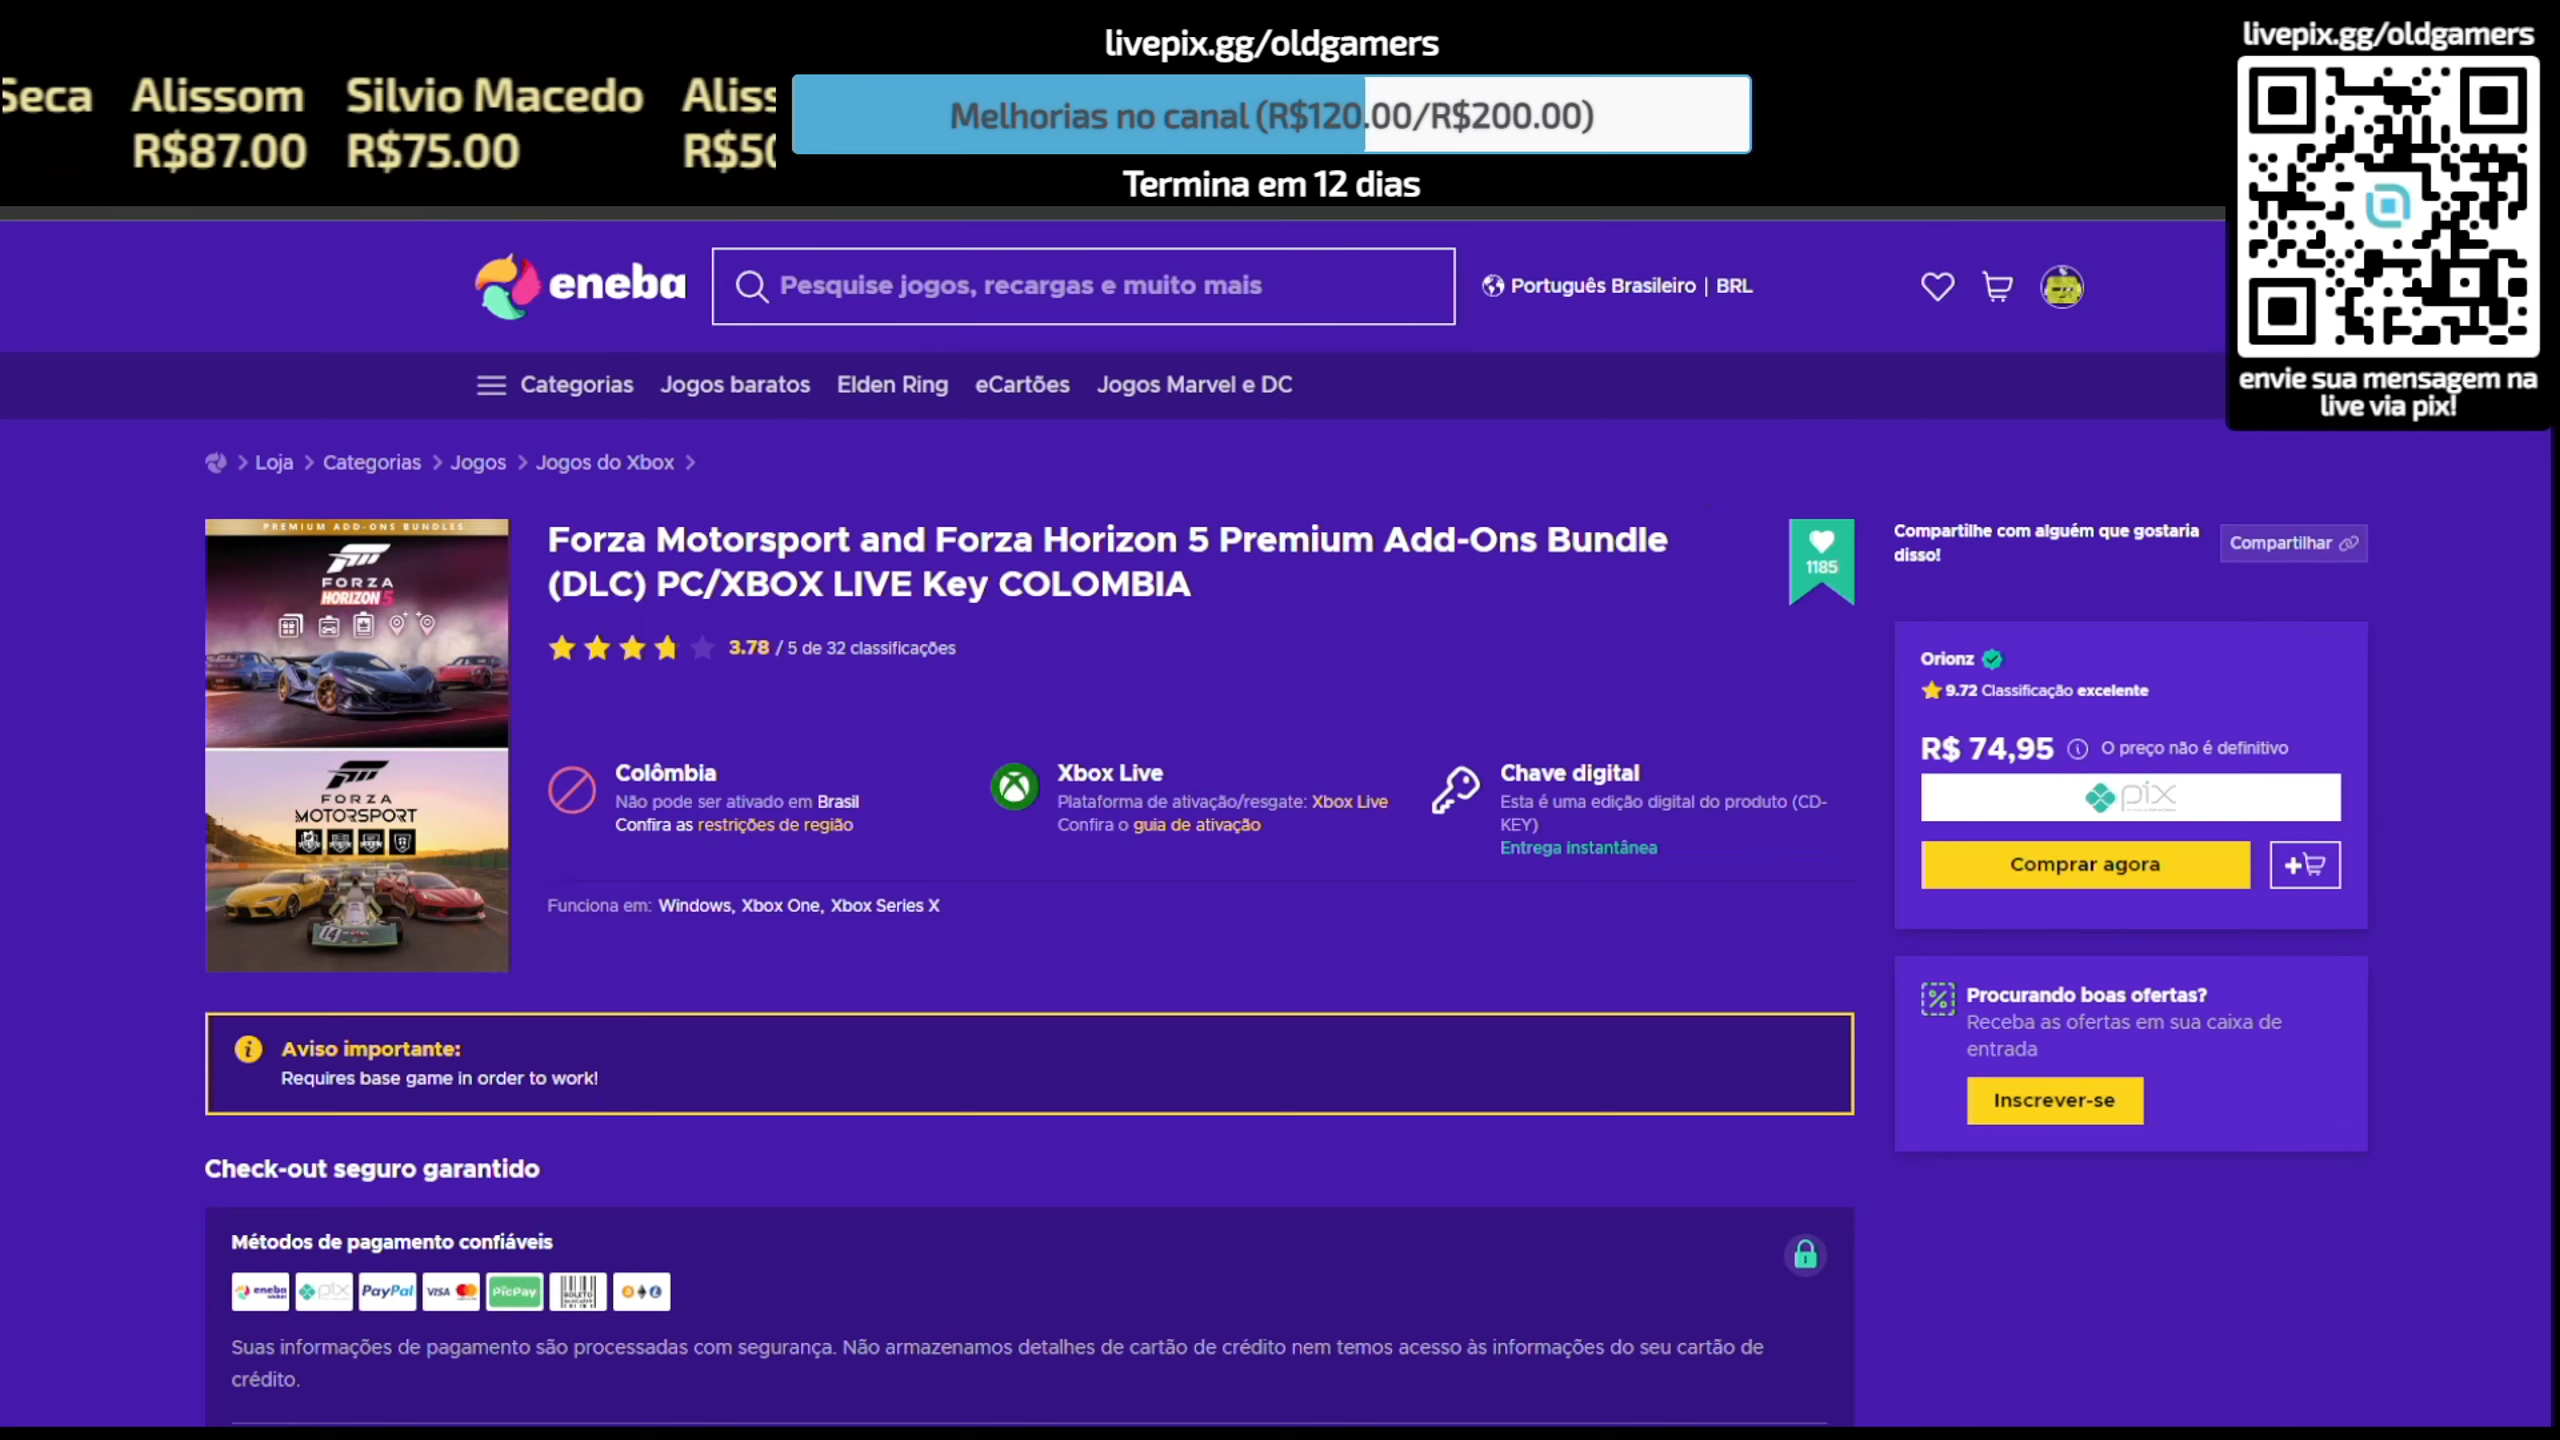 livepix.gg/oldgamers
livepix.gg/oldgamers
Seca Alissom Silvio Macedo Aliss
R$87.00 R$75.00 R$50
Melhorias no canal (R$120.00/R$200.00)
Termina em 12 dias
envie sua mensagem na
live via pix!
eneba
Pesquise jogos, recargas e muito mais
Português Brasileiro | BRL
Categorias Jogos baratos Elden Ring eCartões Jogos Marvel e DC
Loja Categorias Jogos Jogos do Xbox
PREMIUM ADD-ONS BUNDLES
FORZA
HORIZON 5
FORZA
MOTORSPORT
14
Forza Motorsport and Forza Horizon 5 Premium Add-Ons Bundle
(DLC) PC/XBOX LIVE Key COLOMBIA
1185
3.78 / 5 de 32 classificações
Colômbia
Não pode ser ativado em Brasil
Confira as restrições de região
Xbox Live
Plataforma de ativação/resgate: Xbox Live
Confira o guia de ativação
Chave digital
Esta é uma edição digital do produto (CD-
KEY)
Entrega instantânea
Funciona em: Windows, Xbox One, Xbox Series X
Compartilhe com alguém que gostaria
disso!
Compartilhar
Orionz
9.72 Classificação excelente
R$ 74,95 O preço não é definitivo
pix
Comprar agora
Procurando boas ofertas?
Receba as ofertas em sua caixa de
entrada
Inscrever-se
Aviso importante:
Requires base game in order to work!
Check-out seguro garantido
Métodos de pagamento confiáveis
eneba pix PayPal VISA PicPay BOLETO
Suas informações de pagamento são processadas com segurança. Não armazenamos detalhes de cartão de crédito nem temos acesso às informações do seu cartão de
crédito.